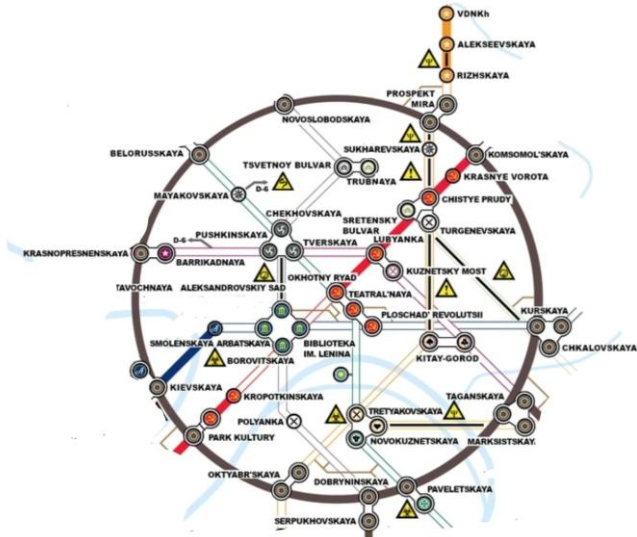 VDNKh
ALEKSEEVSKAYA
RIZHSKAYA
PROSPEKT
MIRA
NOVOSLOBODSKAYA
SUKHAREVSKAYA
KOMSOMOL'SKAYA
BELORUSSKAYA
TSVETNOY BULVAR
TRUBNAYA
KRASNYE VOROTA
MAYAKOVSKAYA
D-6
CHISTYE PRUDY
CHEKHOVSKAYA
SRETENSKY
BULVAR
TURGENEVSKAYA
PUSHKINSKAYA
TVERSKAYA
LUBYANKA
D-6
KRASNOPRESNENSKAYA
BARRIKADNAYA
KUZNETSKY MOST
OKHOTNY RYAD
TAVOCHNAYA
ALEKSANDROVSKIY SAD
TEATRAL'NAYA
PLOSCHAD' REVOLUTSII
KURSKAYA
SMOLENSKAYA
ARBATSKAYA
BIBLIOTEKA
IM. LENINA
BOROVITSKAYA
KITAY-GOROD
CHKALOVSKAYA
KIEVSKAYA
KROPOTKINSKAYA
TAGANSKAYA
POLYANKA
TRETYAKOVSKAYA
PARK KULTURY
NOVOKUZNETSKAYA
MARKSISTSKAY.
OKTYABR'SKAYA
DOBRYNINSKAYA
PAVELETSKAYA
SERPUKHOVSKAYA